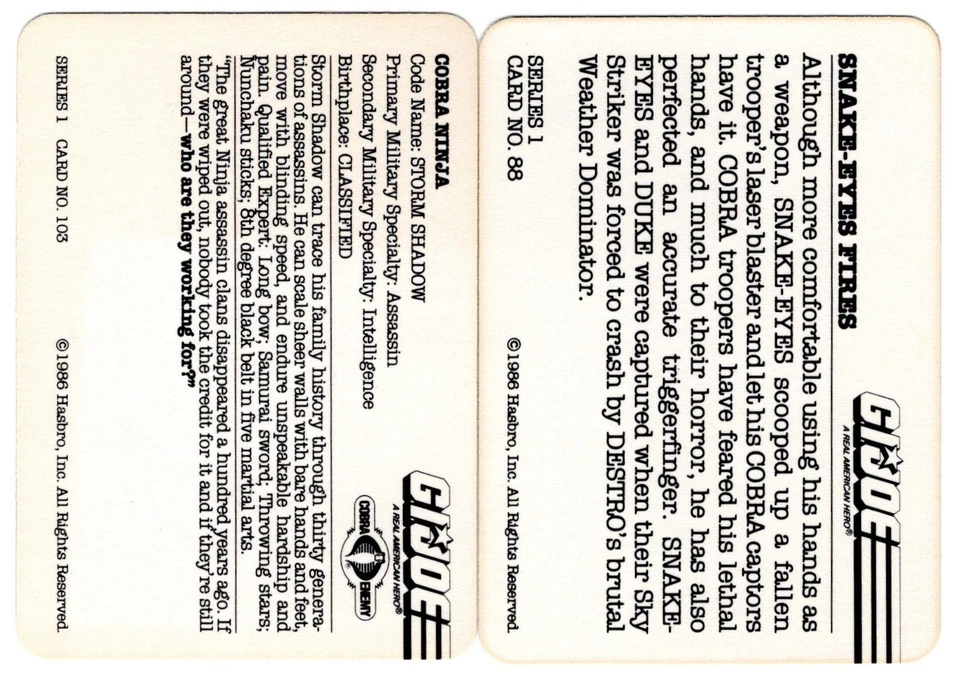 SNAKE-EYES FIRES
G.I. JOE
A REAL AMERICAN HERO®
Although more comfortable using his hands as
a weapon, SNAKE-EYES scooped up a fallen
trooper's laser blaster and let his COBRA captors
have it. COBRA troopers have feared his lethal
hands, and much to their horror, he has also
perfected an accurate triggerfinger. SNAKE-
EYES and DUKE were captured when their Sky
Striker was forced to crash by DESTRO's brutal
Weather Dominator.
SERIES 1
CARD NO. 88
©1986 Hasbro, Inc. All Rights Reserved.
COBRA NINJA
G.I. JOE
A REAL AMERICAN HERO®
Code Name: STORM SHADOW
Primary Military Specialty: Assassin
Secondary Military Specialty: Intelligence
Birthplace: CLASSIFIED
COBRA
ENEMY
Storm Shadow can trace his family history through thirty genera-
tions of assassins. He can scale sheer walls with bare hands and feet,
move with blinding speed, and endure unspeakable hardship and
pain. Qualified Expert: Long bow; Samurai sword; Throwing stars;
Nunchaku sticks; 8th degree black belt in five martial arts.
"The great Ninja assassin clans disappeared a hundred years ago. If
they were wiped out, nobody took the credit for it and if they're still
around—who are they working for?"
SERIES 1 CARD NO. 103
©1986 Hasbro, Inc. All Rights Reserved.